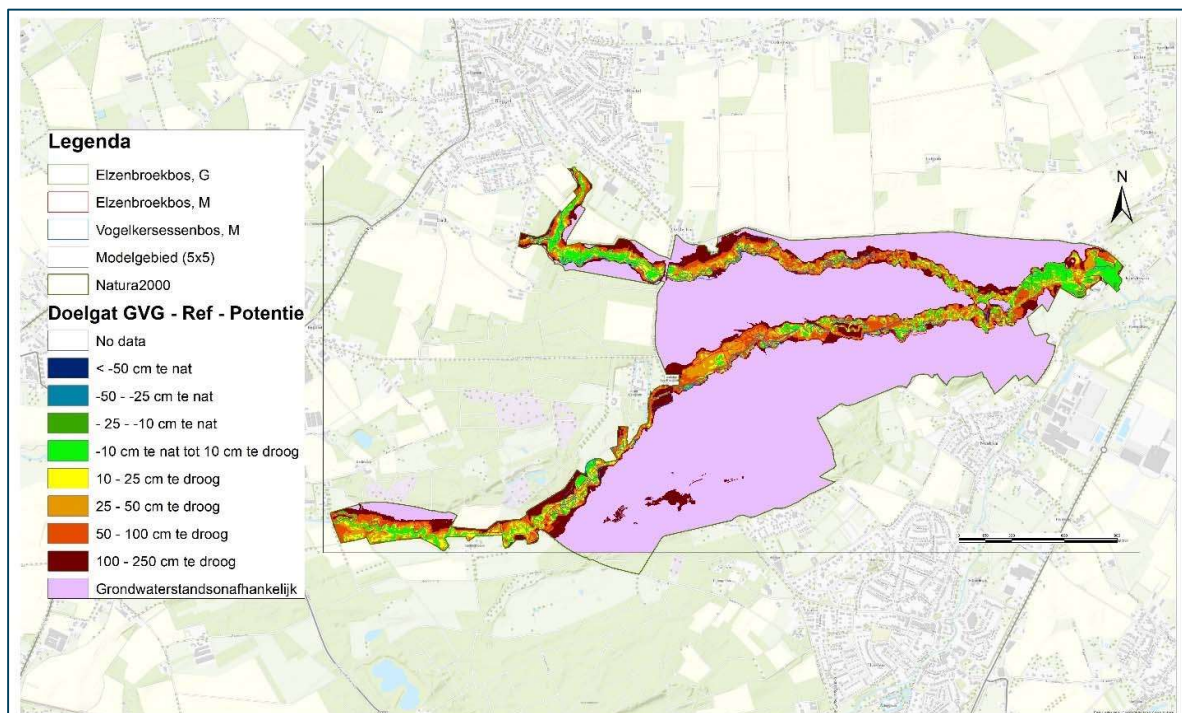 Legenda
Elzenbroekbos, G
Elzenbroekbos, M
Vogelkersessenbos, M
Modelgebied (5x5)
Natura2000
Doelgat GVG - Ref - Potentie
No data
< -50 cm te nat
-50 - -25 cm te nat
- 25 - -10 cm te nat
-10 cm te nat tot 10 cm te droog
10 - 25 cm te droog
25 - 50 cm te droog
50 - 100 cm te droog
100 - 250 cm te droog
Grondwaterstandsonafhankelijk
N